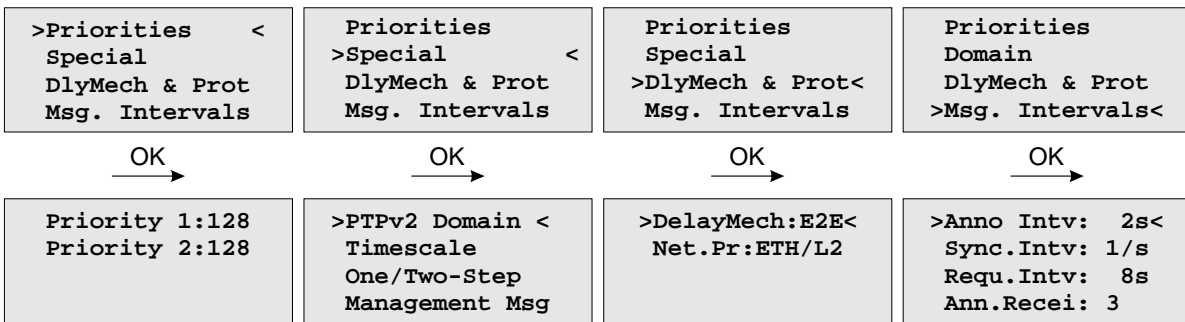 >Priorities <
Special
DlyMech & Prot
Msg. Intervals
Priorities
>Special <
DlyMech & Prot
Msg. Intervals
Priorities
Special
>DlyMech & Prot<
Msg. Intervals
Priorities
Domain
DlyMech & Prot
>Msg. Intervals<
OK
OK
OK
OK
Priority 1:128
Priority 2:128
>PTPv2 Domain <
Timescale
One/Two-Step
Management Msg
>DelayMech:E2E<
Net.Pr:ETH/L2
>Anno Intv: 2s<
Sync.Intv: 1/s
Requ.Intv: 8s
Ann.Recei: 3